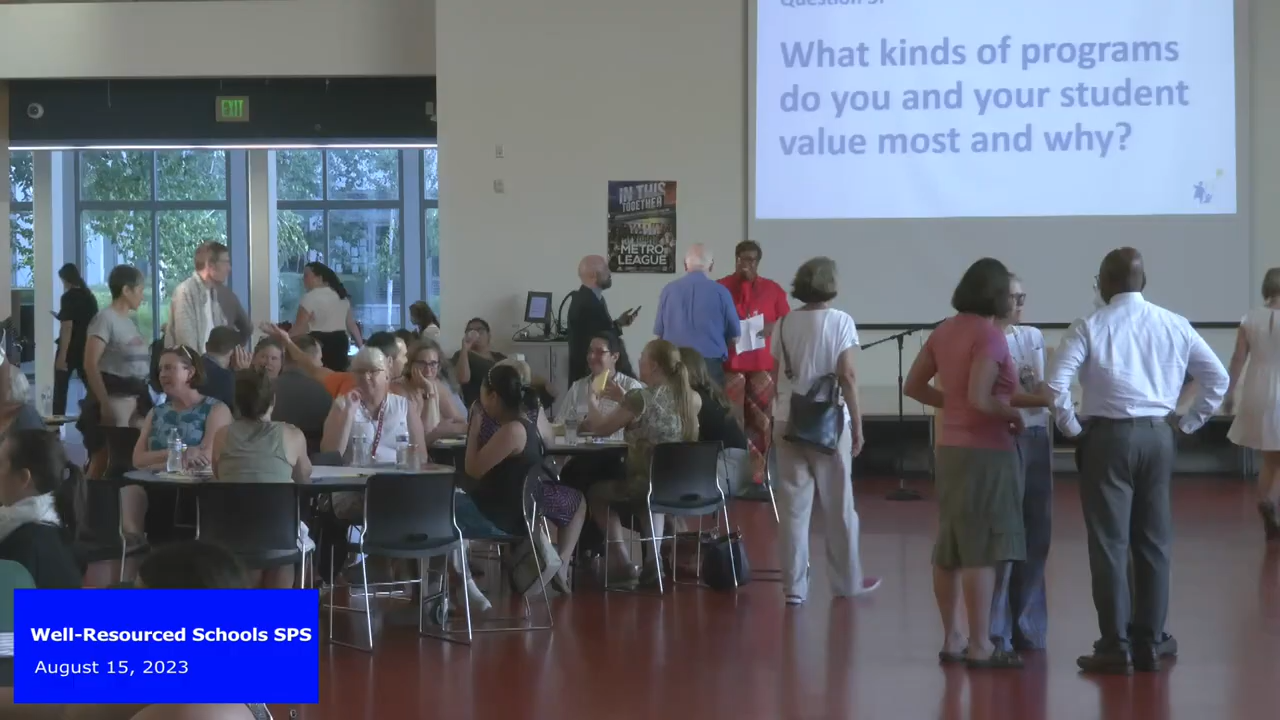 What kinds of programs
do you and your student
value most and why?
EXIT
IN THIS
TOGETHER
METRO
LEAGUE
Well-Resourced Schools SPS
August 15, 2023